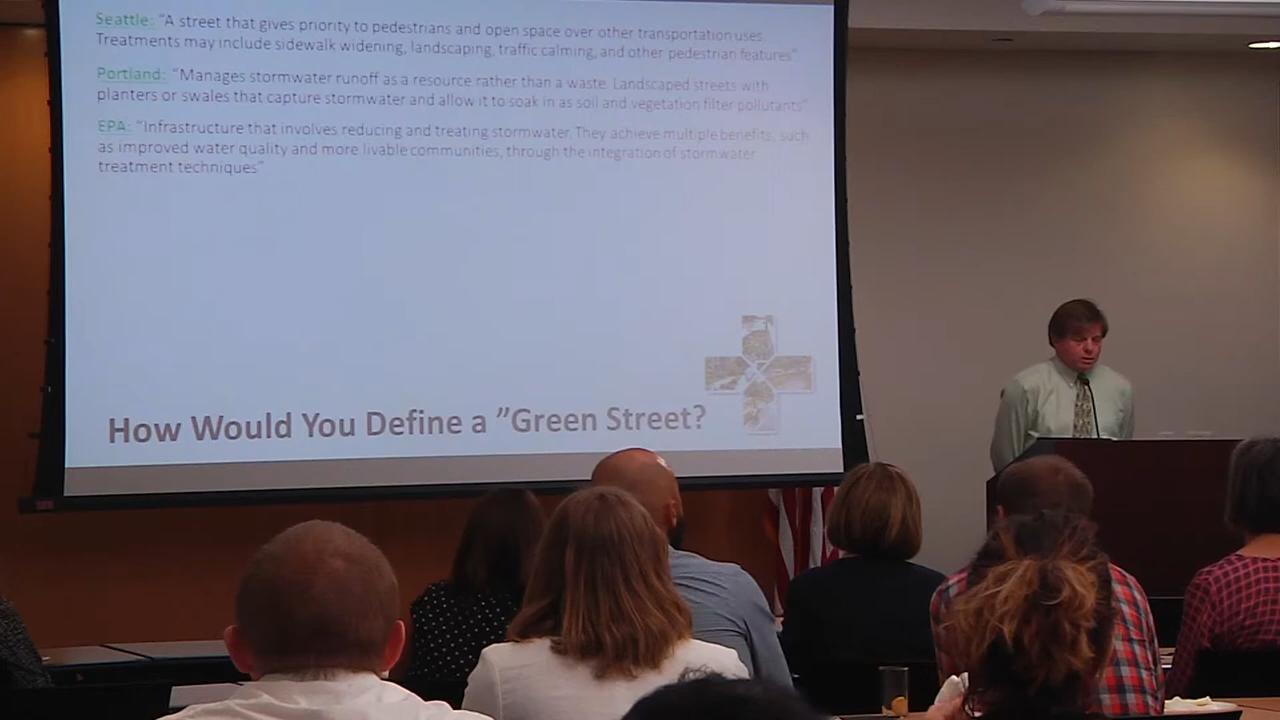 Seattle: "A street that gives priority to pedestrians and open space over other transportation uses.
Treatments may include sidewalk widening, landscaping, traffic calming, and other pedestrian features"
Portland: "Manages stormwater runoff as a resource rather than a waste. Landscaped streets with
planters or swales that capture stormwater and allow it to soak in as soil and vegetation filter pollutants"
EPA: "Infrastructure that involves reducing and treating stormwater. They achieve multiple benefits, such
as improved water quality and more livable communities, through the integration of stormwater
treatment techniques"
How Would You Define a "Green Street?